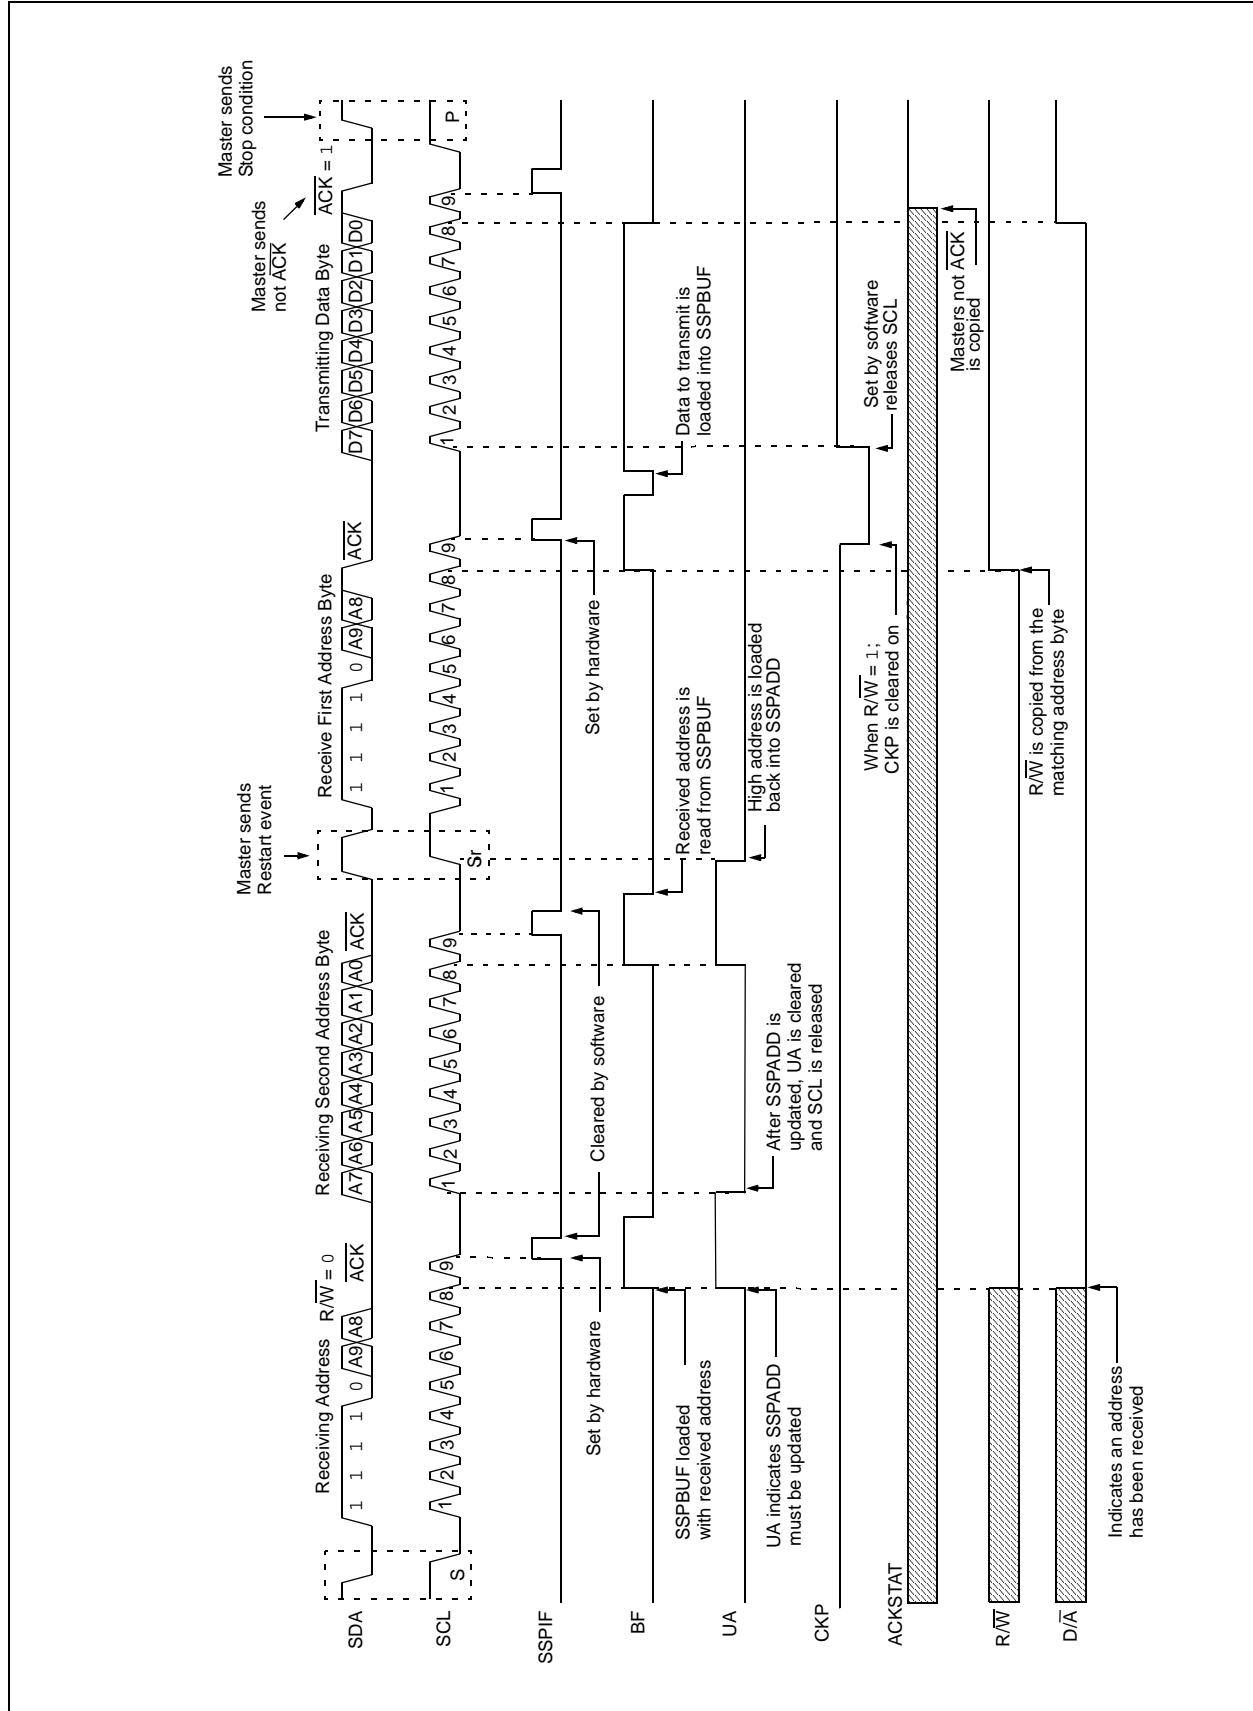 Master sends
Stop condition
Master sends
not ACK
ACK = 1
Master sends
Restart event
Receiving Address R/W = 0
Receiving Second Address Byte
Receive First Address Byte
Transmitting Data Byte
SDA
1 1 1 1 0 A9 A8 ACK
A7 A6 A5 A4 A3 A2 A1 A0 ACK
1 1 1 1 0 A9 A8 ACK
D7 D6 D5 D4 D3 D2 D1 D0
SCL
S
1 2 3 4 5 6 7 8 9
1 2 3 4 5 6 7 8 9
Sr
1 2 3 4 5 6 7 8 9
1 2 3 4 5 6 7 8 9
P
SSPIF
Set by hardware
Cleared by software
Set by hardware
BF
SSPBUF loaded
with received address
Received address is
read from SSPBUF
Data to transmit is
loaded into SSPBUF
UA
UA indicates SSPADD
must be updated
After SSPADD is
updated, UA is cleared
and SCL is released
High address is loaded
back into SSPADD
CKP
When R/W = 1;
CKP is cleared on
Set by software
releases SCL
ACKSTAT
Masters not ACK
is copied
R/W
R/W is copied from the
matching address byte
D/A
Indicates an address
has been received